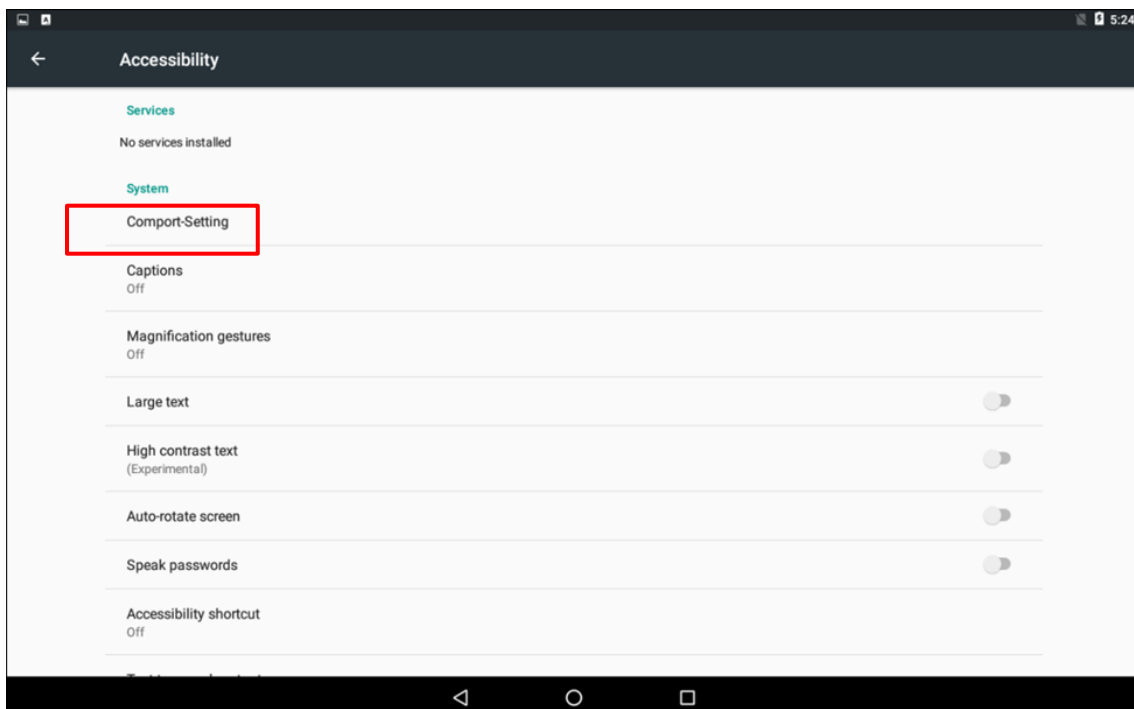 5:24
Accessibility
Services
No services installed
System
Comport-Setting
Captions
Off
Magnification gestures
Off
Large text
High contrast text
(Experimental)
Auto-rotate screen
Speak passwords
Accessibility shortcut
Off